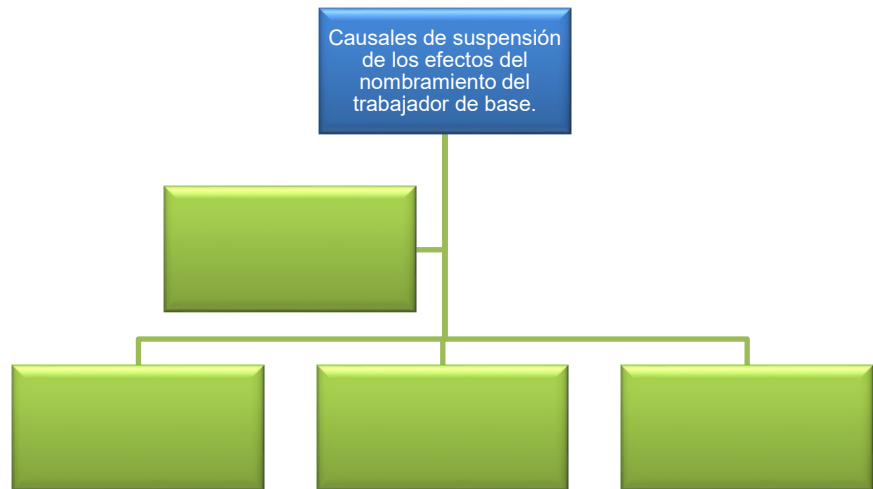 Causales de suspensión
de los efectos del
nombramiento del
trabajador de base.